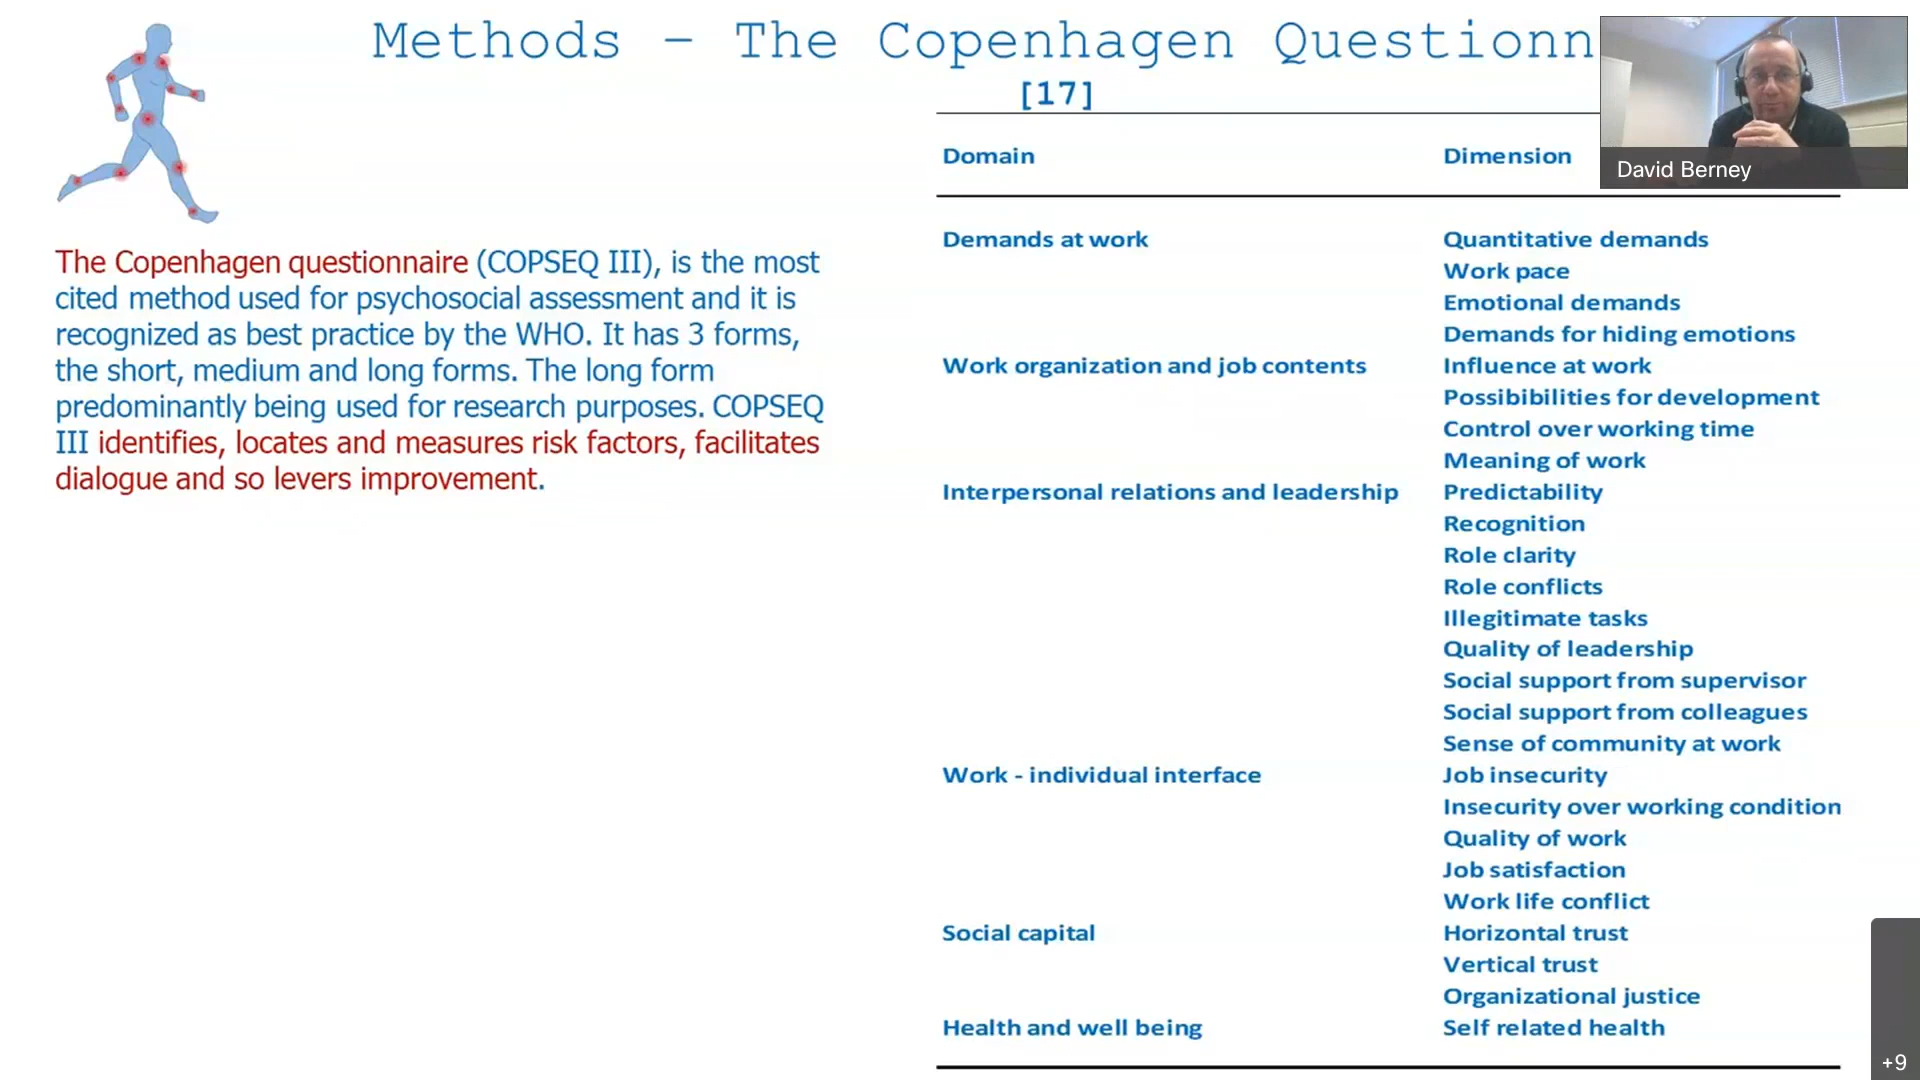 Methods – The Copenhagen Questionn
[17]
David Berney
The Copenhagen questionnaire (COPSEQ III), is the most
cited method used for psychosocial assessment and it is
recognized as best practice by the WHO. It has 3 forms,
the short, medium and long forms. The long form
predominantly being used for research purposes. COPSEQ
III identifies, locates and measures risk factors, facilitates
dialogue and so levers improvement.
Domain Dimension
Demands at work Quantitative demands
Work pace
Emotional demands
Demands for hiding emotions
Work organization and job contents Influence at work
Possibibilities for development
Control over working time
Meaning of work
Interpersonal relations and leadership Predictability
Recognition
Role clarity
Role conflicts
Illegitimate tasks
Quality of leadership
Social support from supervisor
Social support from colleagues
Sense of community at work
Work - individual interface Job insecurity
Insecurity over working condition
Quality of work
Job satisfaction
Work life conflict
Social capital Horizontal trust
Vertical trust
Organizational justice
Health and well being Self related health
+9